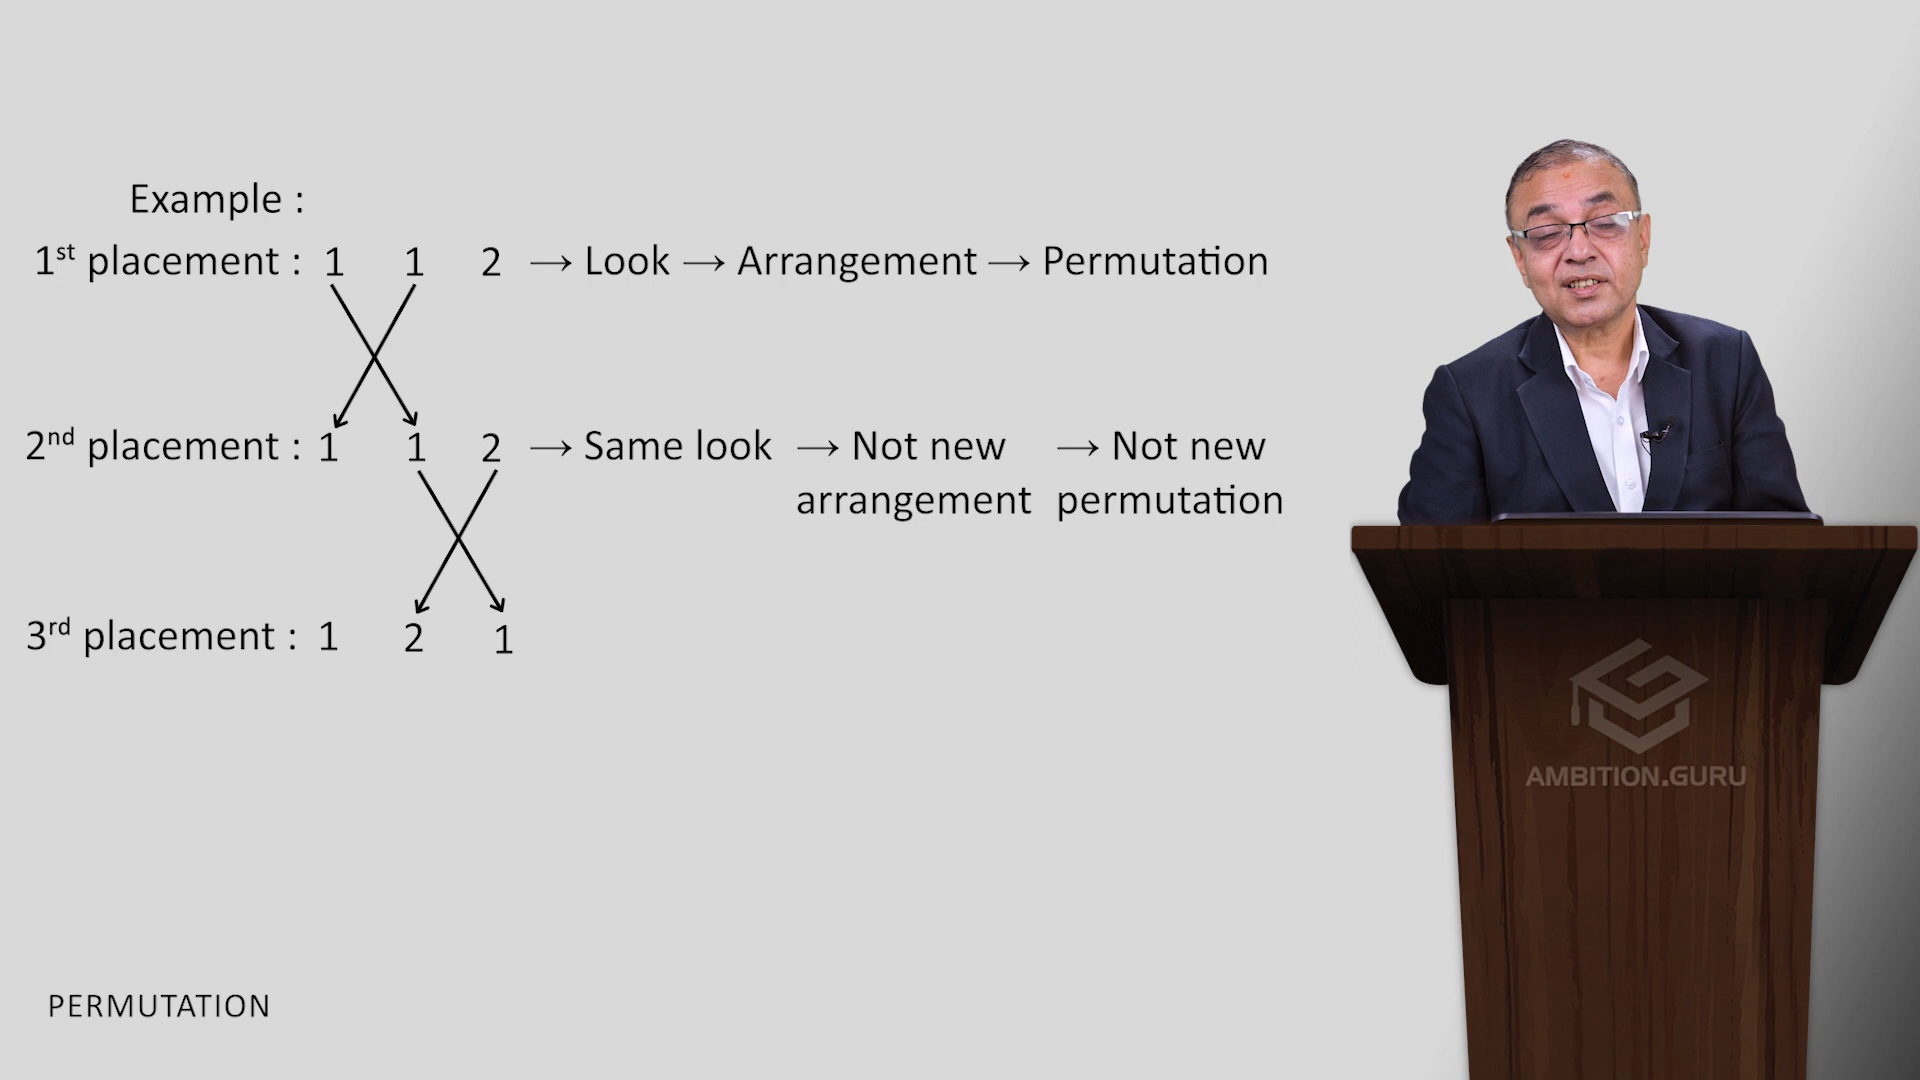 Example :
1st placement : 1 1 2 → Look → Arrangement → Permutation
2nd placement : 1 1 2 → Same look → Not new arrangement → Not new permutation
3rd placement : 1 2 1
AMBITION.GURU
PERMUTATION